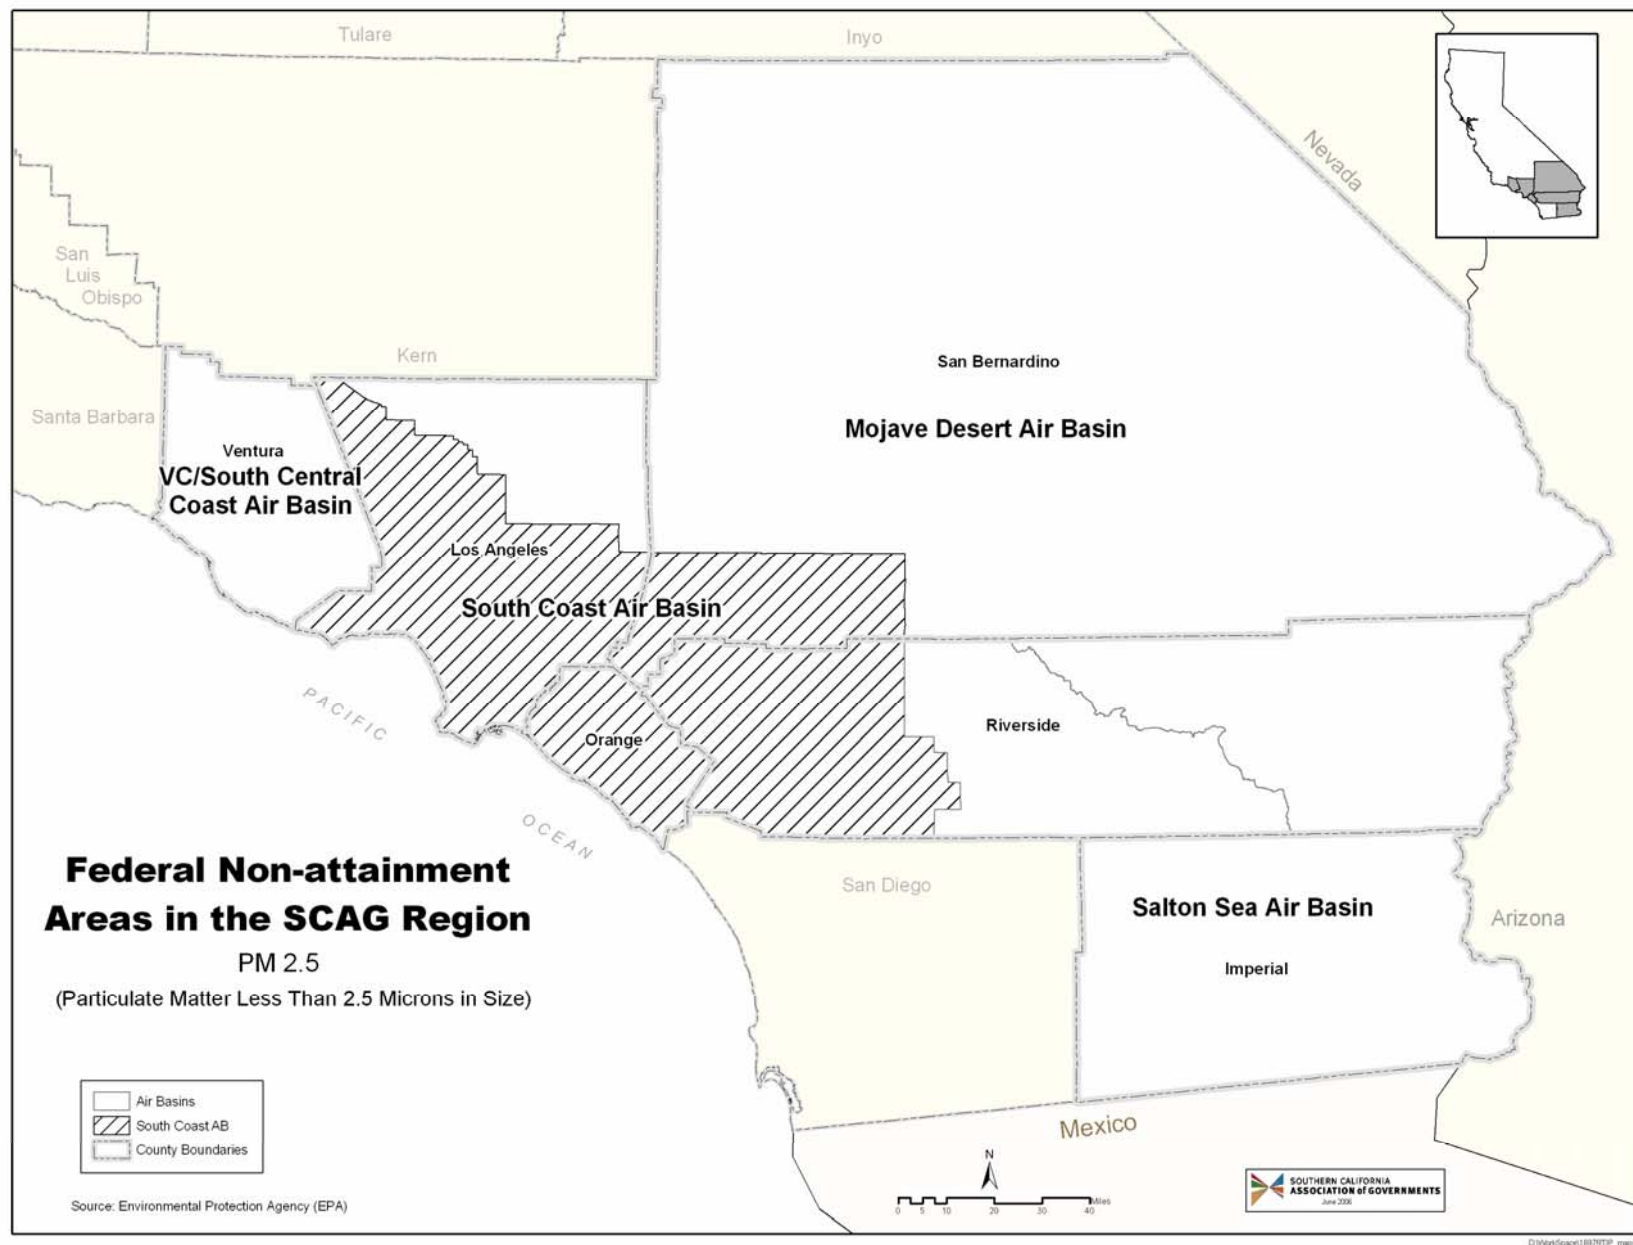 Tulare
Inyo
Nevada
San
Luis
Obispo
Kern
San Bernardino
Santa Barbara
Mojave Desert Air Basin
Ventura
VC/South Central
Coast Air Basin
Los Angeles
South Coast Air Basin
PACIFIC
Riverside
Orange
OCEAN
Federal Non-attainment
Areas in the SCAG Region
PM 2.5
(Particulate Matter Less Than 2.5 Microns in Size)
San Diego
Salton Sea Air Basin
Arizona
Imperial
Air Basins
South Coast AB
County Boundaries
Mexico
N
Miles
0 5 10 20 30 40
SOUTHERN CALIFORNIA
ASSOCIATION of GOVERNMENTS
June 2006
Source: Environmental Protection Agency (EPA)